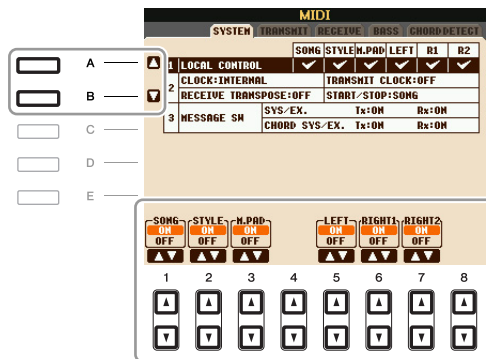 MIDI
SYSTEM TRANSMIT RECEIVE BASS CHORD DETECT
SONG STYLE M.PAD LEFT R1 R2
A
1 LOCAL CONTROL
2 CLOCK:INTERNAL TRANSMIT CLOCK:OFF
B
RECEIVE TRANSPOSE:OFF START/STOP:SONG
3 MESSAGE SW SYS/EX. Tx:ON Rx:ON
C
CHORD SYS/EX. Tx:ON Rx:ON
D
E
SONG STYLE M.PAD LEFT RIGHT1 RIGHT2
ON ON ON ON ON ON
OFF OFF OFF OFF OFF OFF
1 2 3 4 5 6 7 8